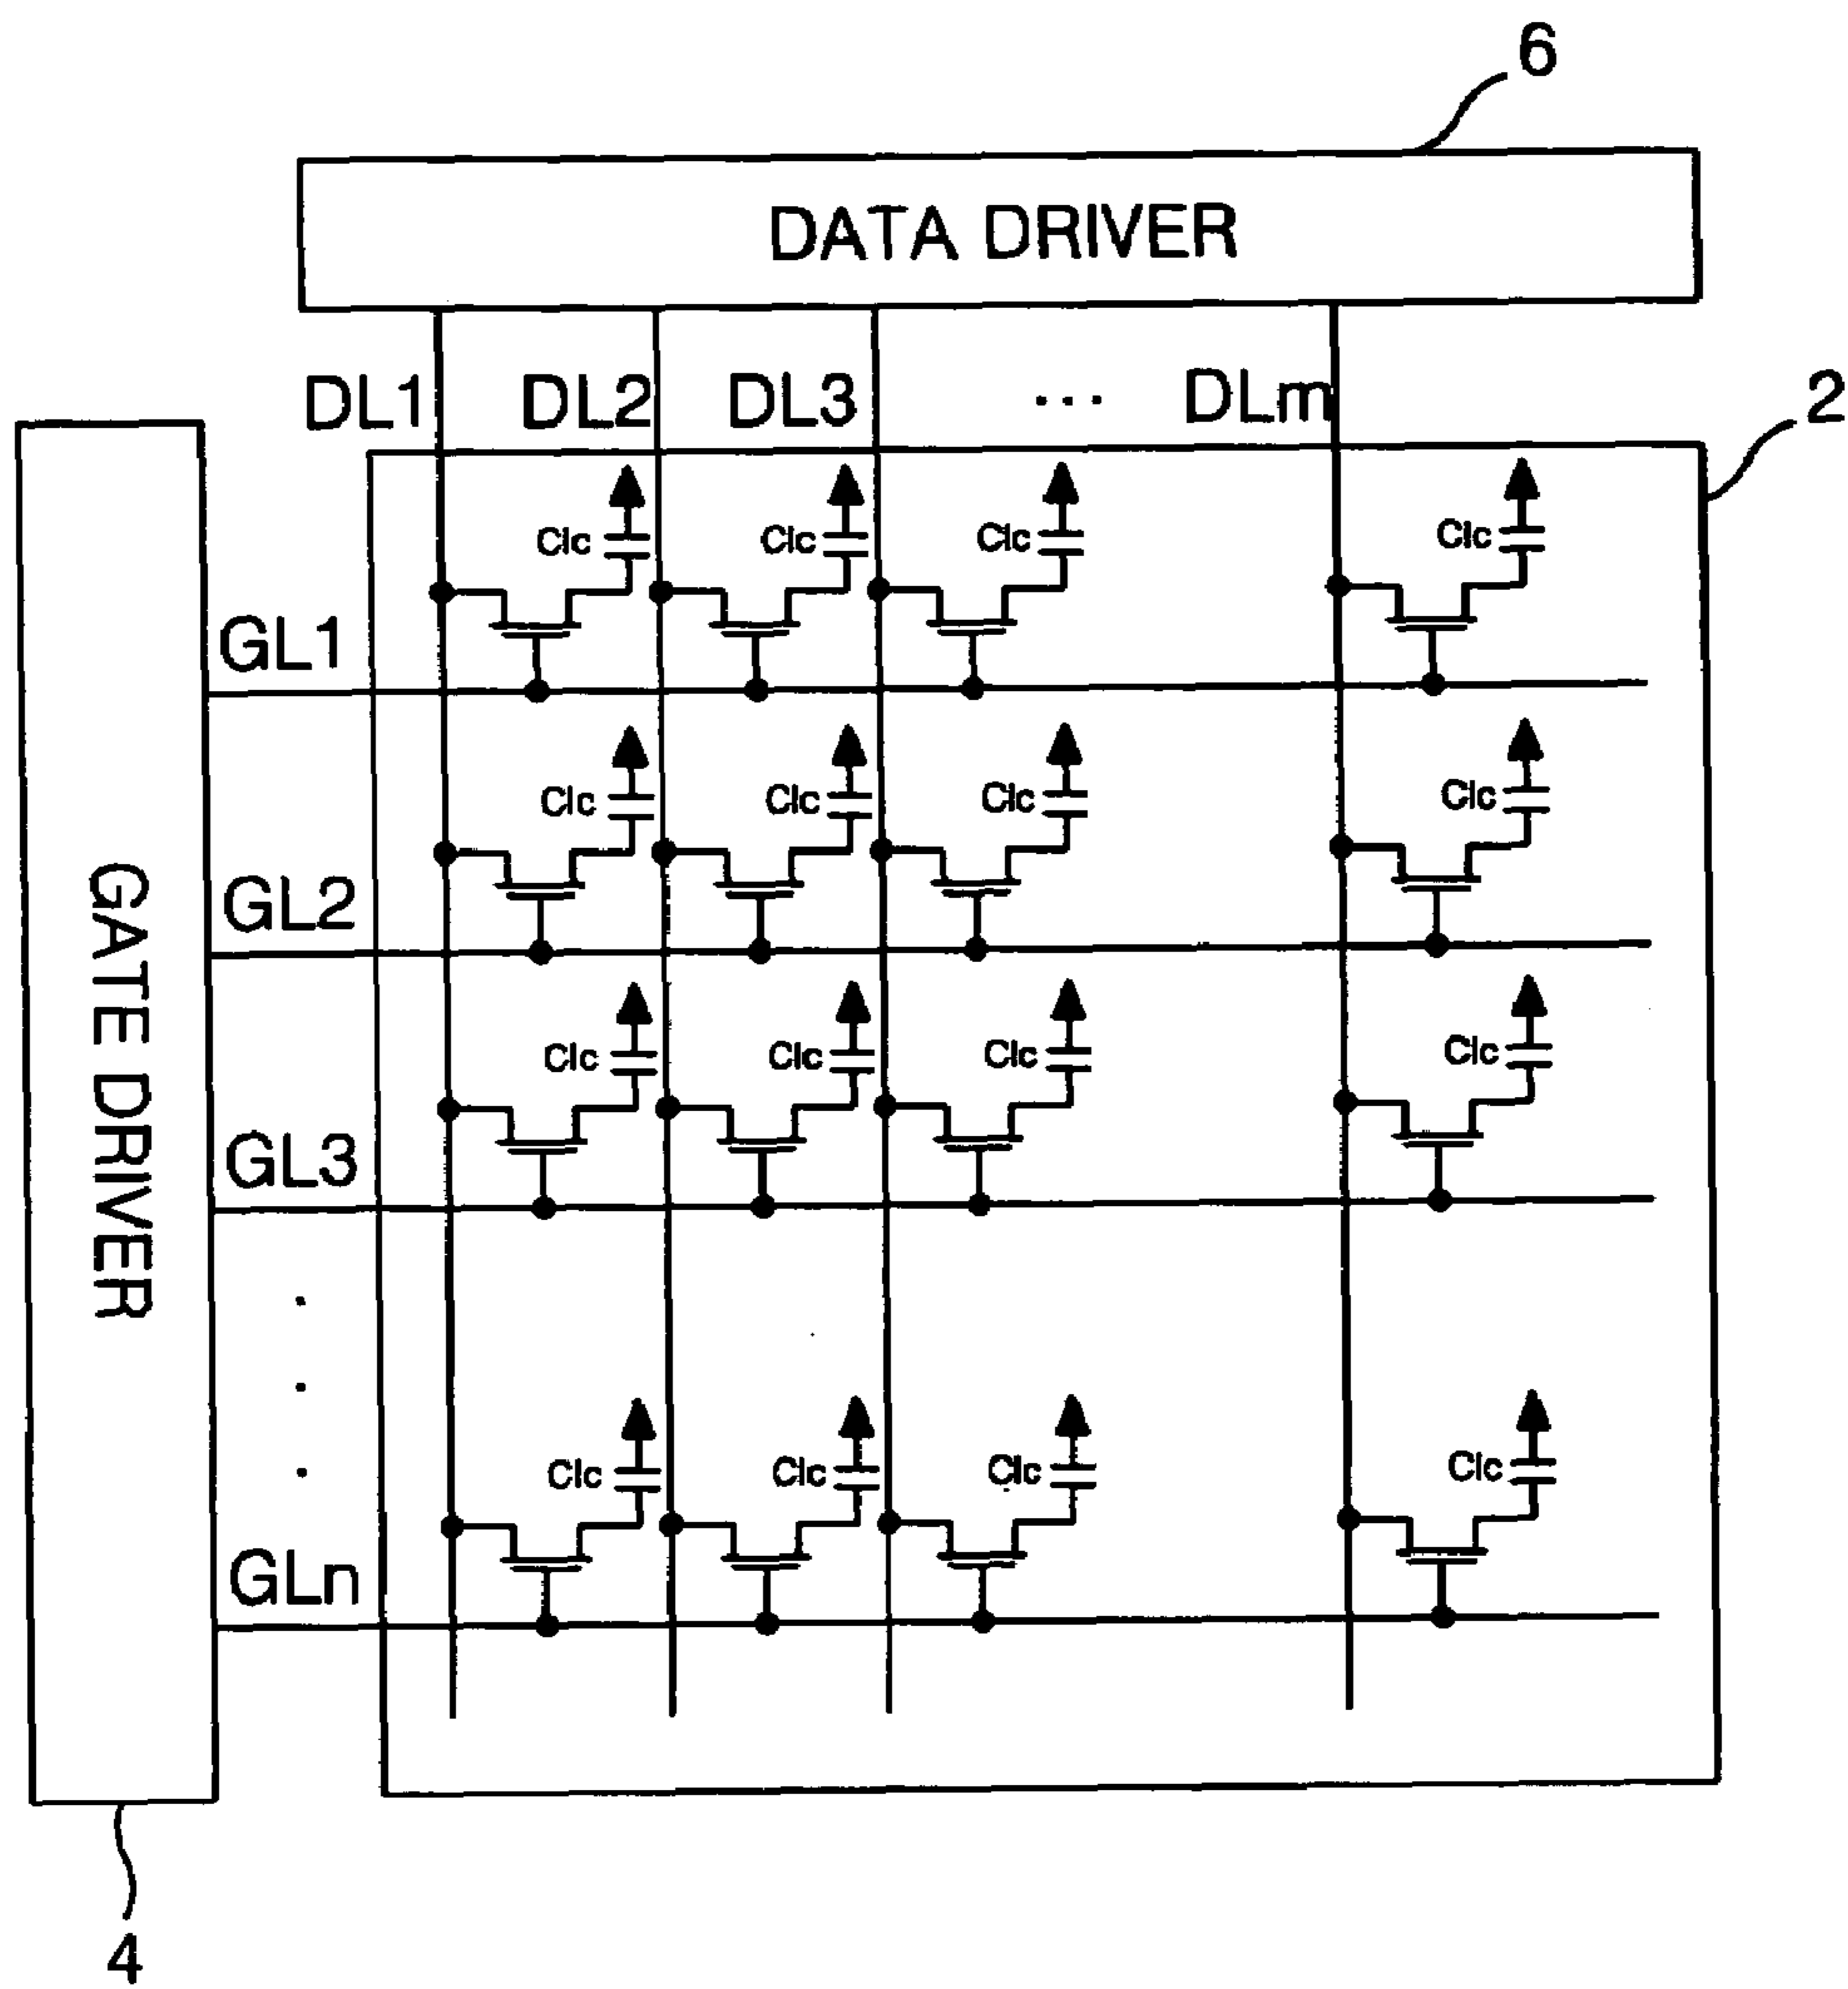 6
DATA DRIVER
DL1 DL2 DL3 ... DLm
2
Clc Clc Clc Clc
GL1
Clc Clc Clc Clc
GL2
Clc Clc Clc Clc
GL3
GATE DRIVER
Clc Clc Clc Clc
GLn
4